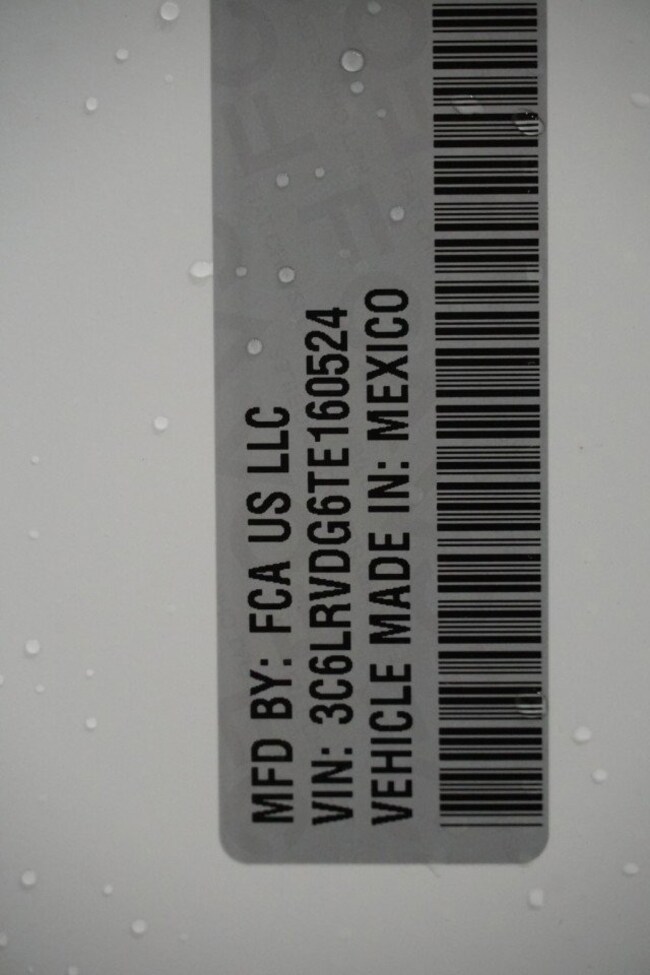 MFD BY: FCA US LLC
VIN: 3C6LRVDG6TE160524
VEHICLE MADE IN: MEXICO